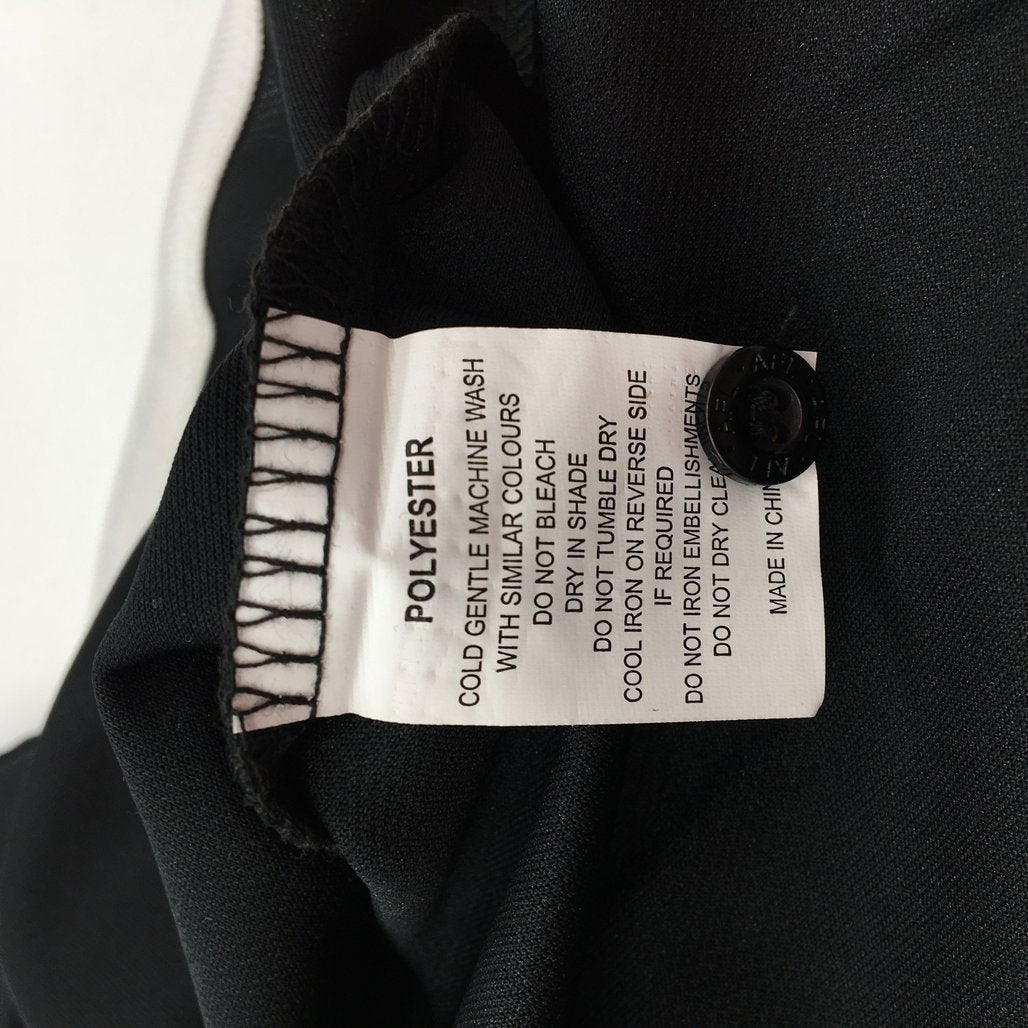 POLYESTER
COLD GENTLE MACHINE WASH
WITH SIMILAR COLOURS
DO NOT BLEACH
DRY IN SHADE
DO NOT TUMBLE DRY
COOL IRON ON REVERSE SIDE
IF REQUIRED
DO NOT IRON EMBELLISHMENTS
DO NOT DRY
MADE IN